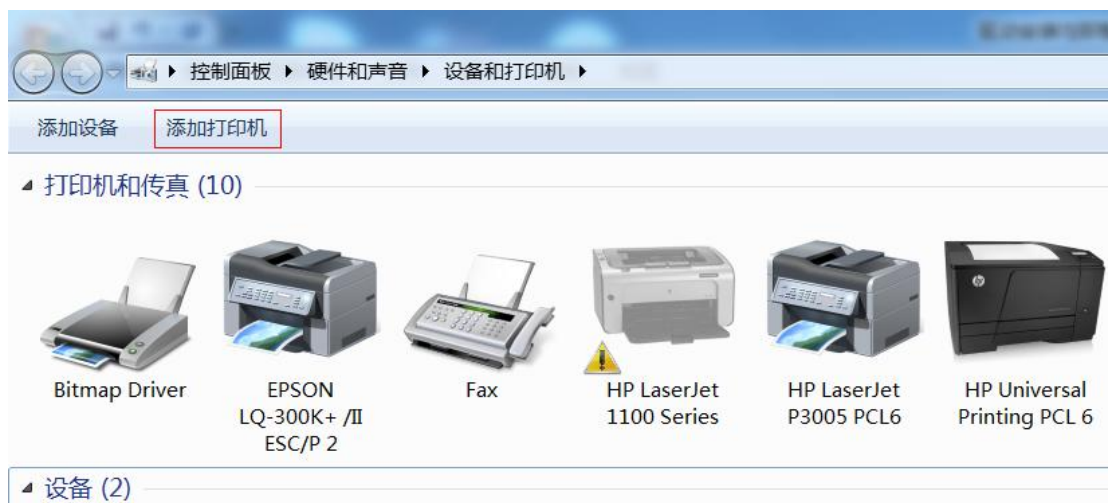 控制面板 ▸ 硬件和声音 ▸ 设备和打印机 ▸
添加设备 添加打印机
打印机和传真 (10)
Bitmap Driver
EPSON
LQ-300K+ /II
ESC/P 2
Fax
HP LaserJet
1100 Series
HP LaserJet
P3005 PCL6
HP Universal
Printing PCL 6
设备 (2)